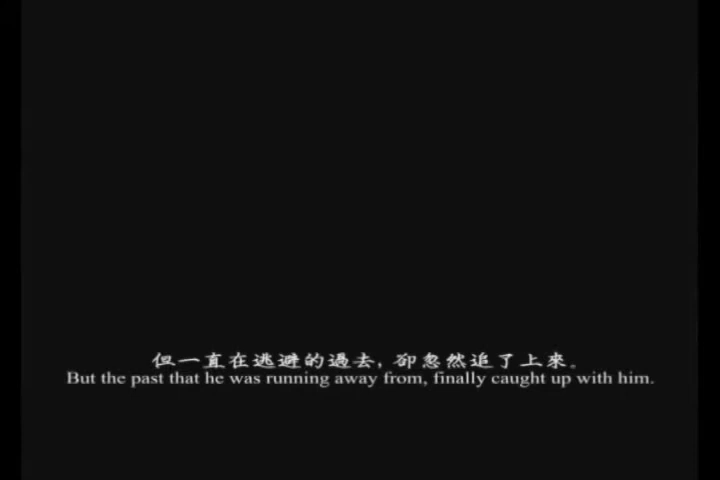 但一直在逃避的過去，卻忽然追了上來。
But the past that he was running away from, finally caught up with him.